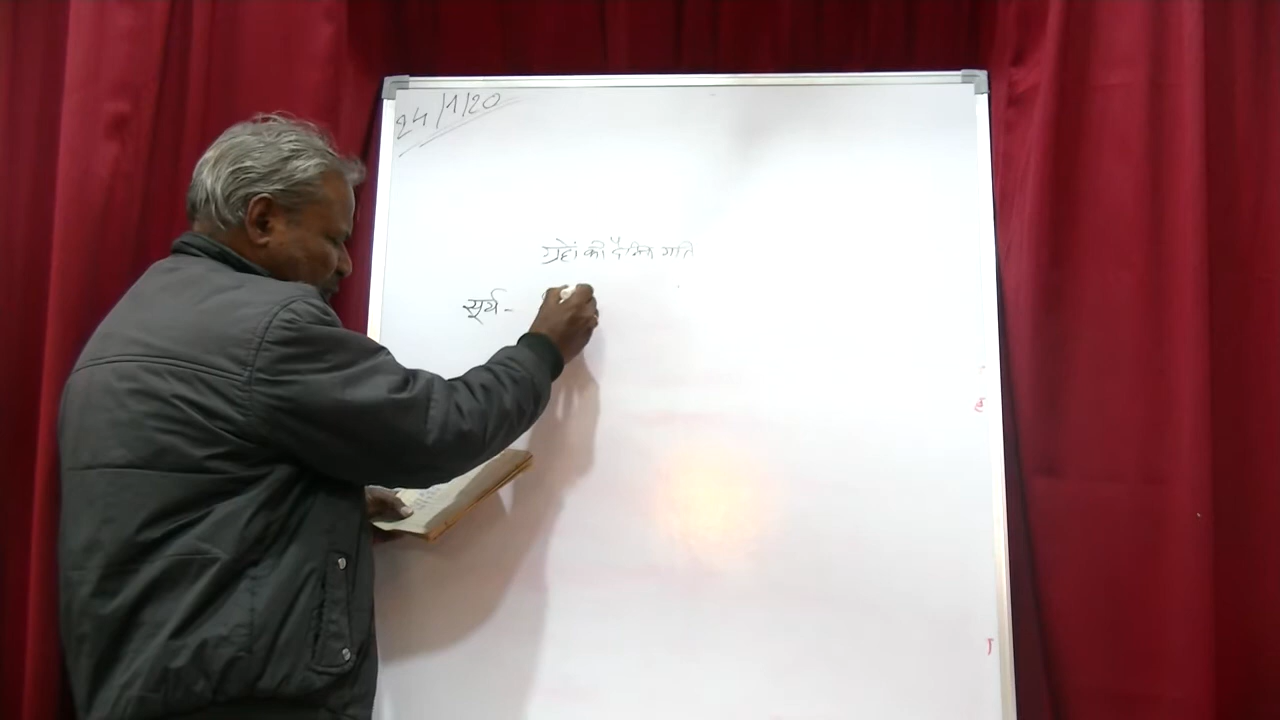 24/1/20
ग्रहों की दैनिक गति
सूर्य -